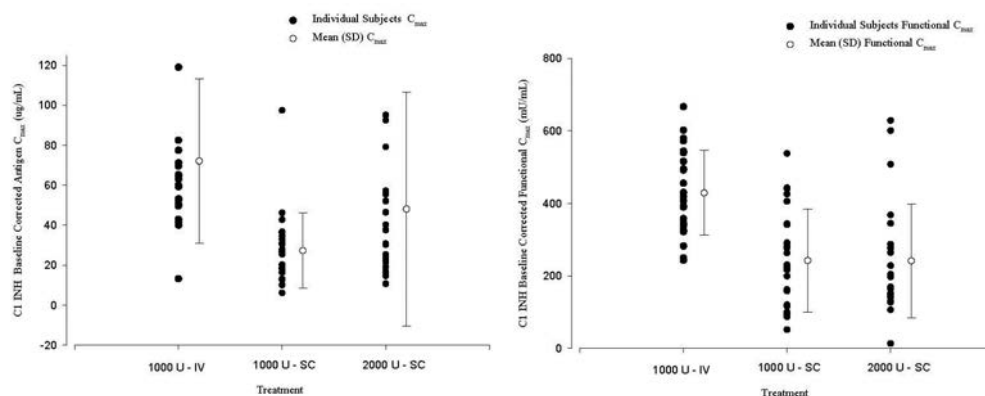 Individual Subjects Cmax
Mean (SD) Cmax
C1 INH Baseline Corrected Antigen Cmax (ug/mL)
120
100
80
60
40
20
0
-20
1000 U - IV
1000 U - SC
2000 U - SC
Treatment
Individual Subjects Functional Cmax
Mean (SD) Functional Cmax
C1 INH Baseline Corrected Functional Cmax (mU/mL)
800
600
400
200
0
1000 U - IV
1000 U - SC
2000 U - SC
Treatment